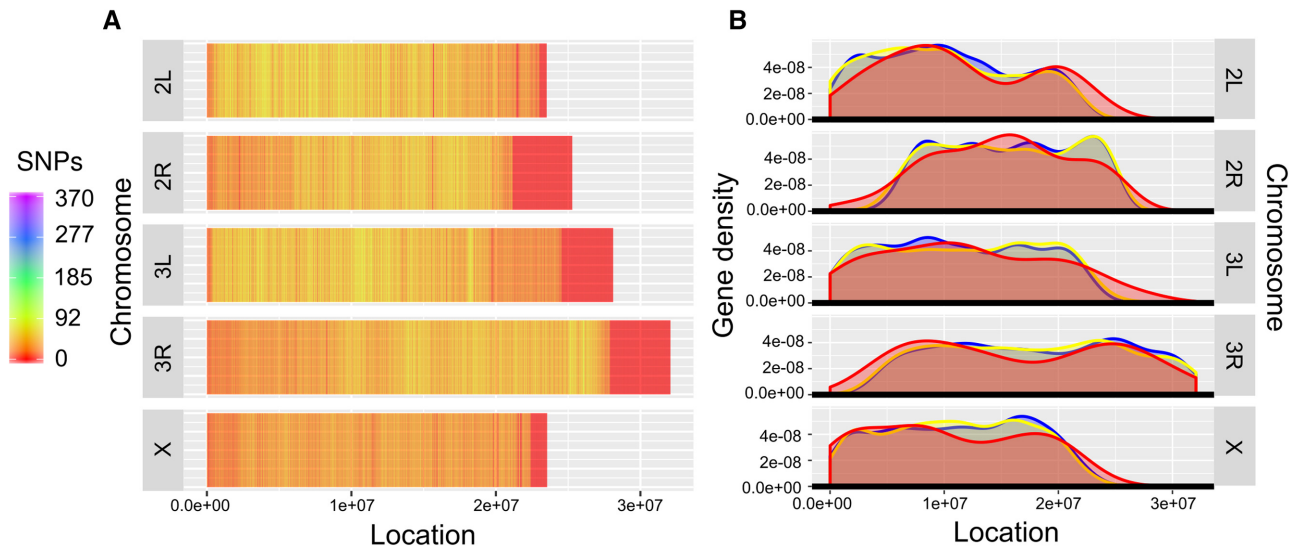 A
SNPs
370
277
185
92
0
Chromosome
2L
2R
3L
3R
X
0.0e+00
1e+07
2e+07
3e+07
Location
B
Gene density
4e-08
2e-08
0.0e+00
4e-08
2e-08
0.0e+00
4e-08
2e-08
0.0e+00
4e-08
2e-08
0.0e+00
4e-08
2e-08
0.0e+00
2L
2R
3L
3R
X
Chromosome
0.0e+00
1e+07
2e+07
3e+07
Location